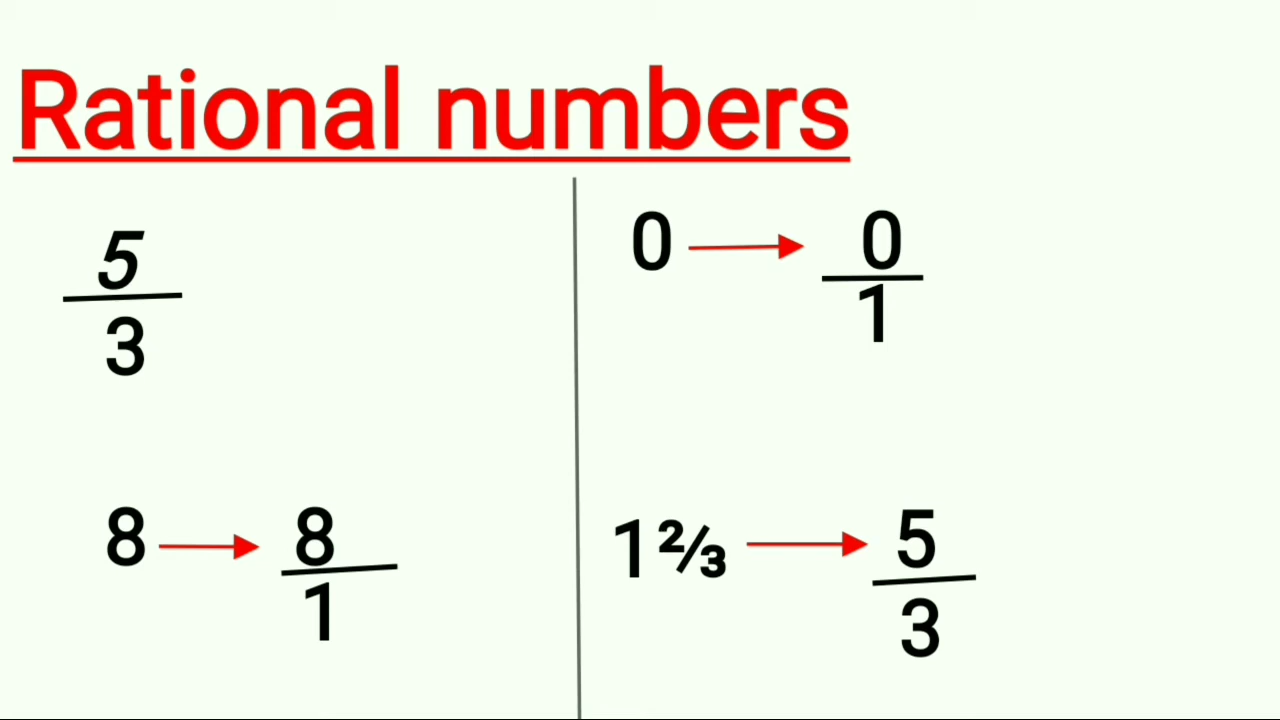 Rational numbers
5
3
8 → 8
1
0 → 0
1
1⅔ → 5
3